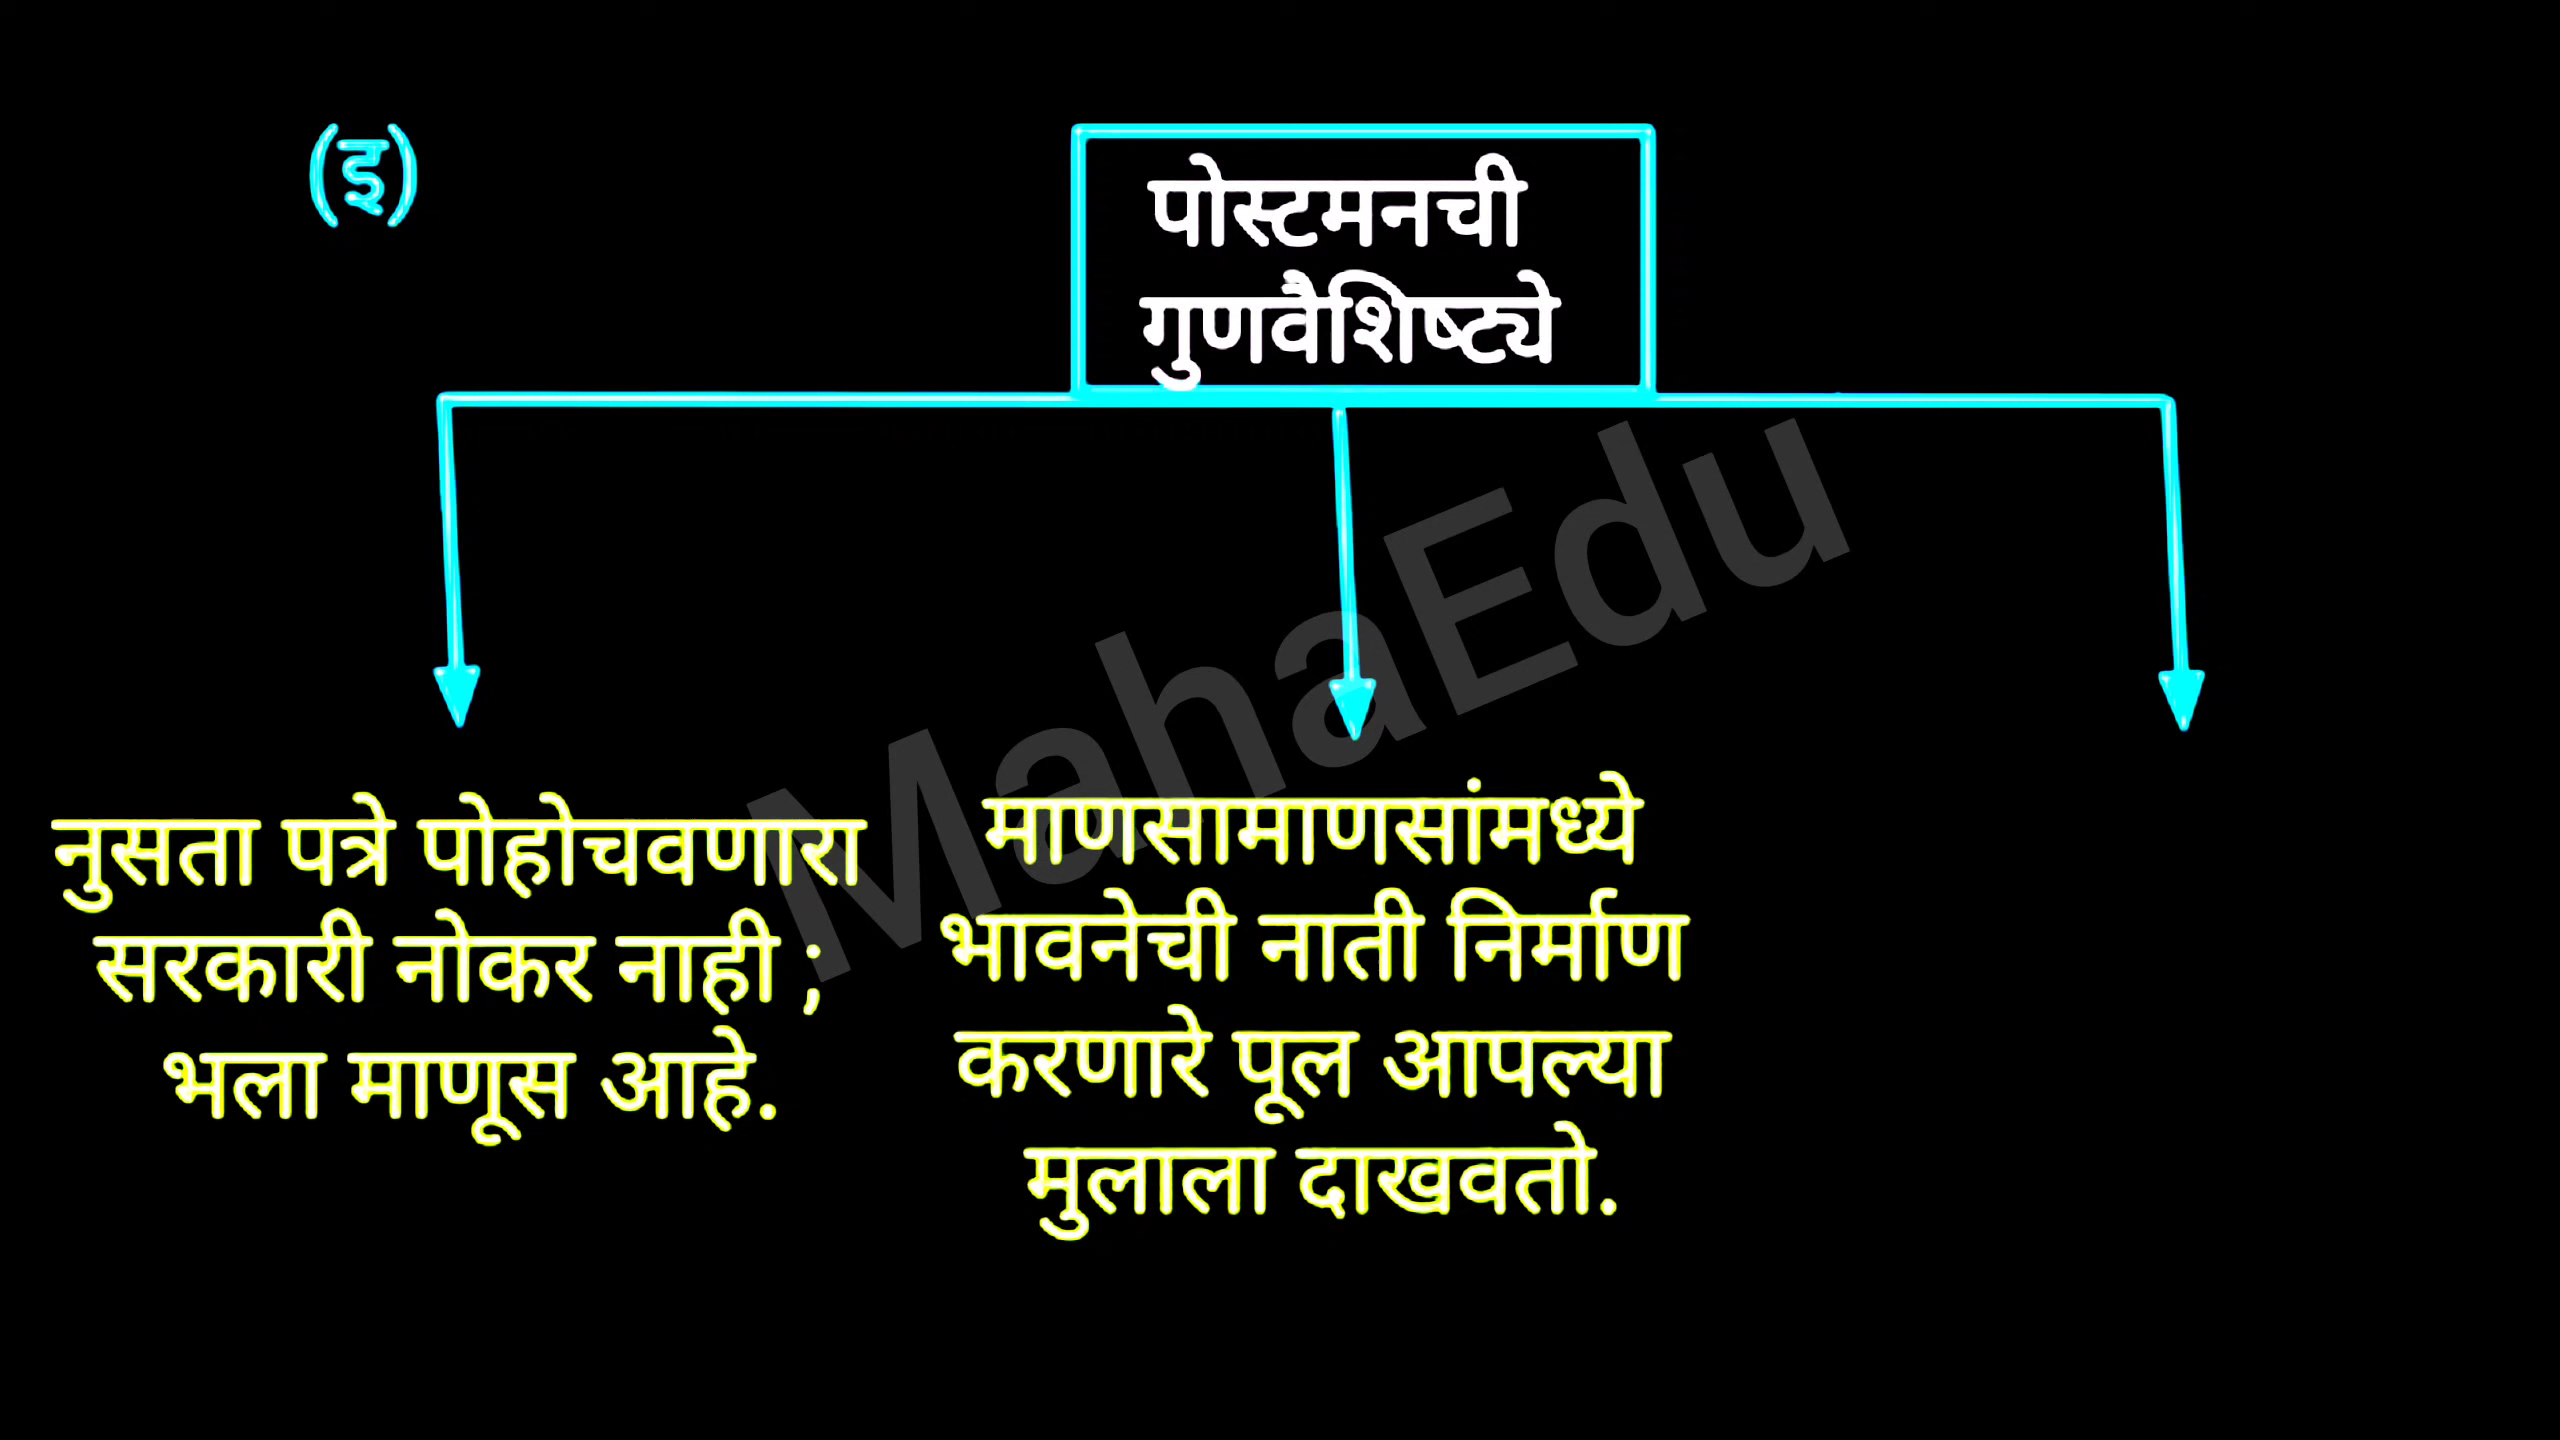 (इ)
पोस्टमनची
गुणवैशिष्ट्ये
नुसता पत्रे पोहोचवणारा
सरकारी नोकर नाही ;
भला माणूस आहे.
माणसामाणसांमध्ये
भावनेची नाती निर्माण
करणारे पूल आपल्या
मुलाला दाखवतो.
MahaEdu